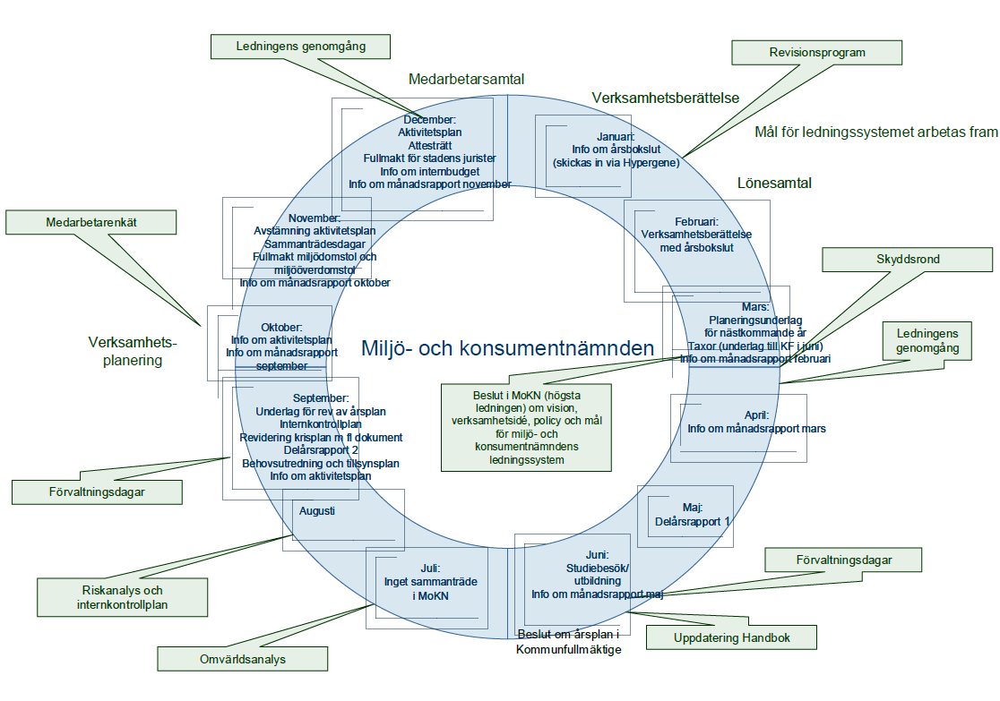 Ledningens genomgång
Revisionsprogram
Medarbetarsamtal
Verksamhetsberättelse
Mål för ledningssystemet arbetas fram
Lönesamtal
December:
Aktivitetsplan
Attesträtt
Fullmakt för stadens jurister
Info om internbudget
Info om månadsrapport november
Januari:
Info om årsbokslut
(skickas in via Hypergene)
Februari:
Verksamhetsberättelse
med årsbokslut
Skyddsrond
Mars:
Planeringsunderlag
för nästkommande år
Taxor (underlag till KF i juni)
Info om månadsrapport februari
Ledningens
genomgång
Medarbetarenkät
November:
Avstämning aktivitetsplan
Sammanträdesdagar
Fullmakt miljödomstol och
miljööverdomstol
Info om månadsrapport oktober
Verksamhets-
planering
Oktober:
Info om aktivitetsplan
Info om månadsrapport
september
Miljö- och konsumentnämnden
Beslut i MoKN (högsta
ledningen) om vision,
verksamhetsidé, policy och mål
för miljö- och
konsumentnämndens
ledningssystem
April:
Info om månadsrapport mars
September:
Underlag för rev av årsplan
Internkontrollplan
Revidering krisplan m fl dokument
Delårsrapport 2
Behovsutredning och tillsynsplan
Info om aktivitetsplan
Förvaltningsdagar
Augusti
Maj:
Delårsrapport 1
Juni:
Studiebesök/
utbildning
Info om månadsrapport maj
Förvaltningsdagar
Juli:
Inget sammanträde
i MoKN
Riskanalys och
internkontrollplan
Beslut om årsplan i
Kommunfullmäktige
Uppdatering Handbok
Omvärldsanalys